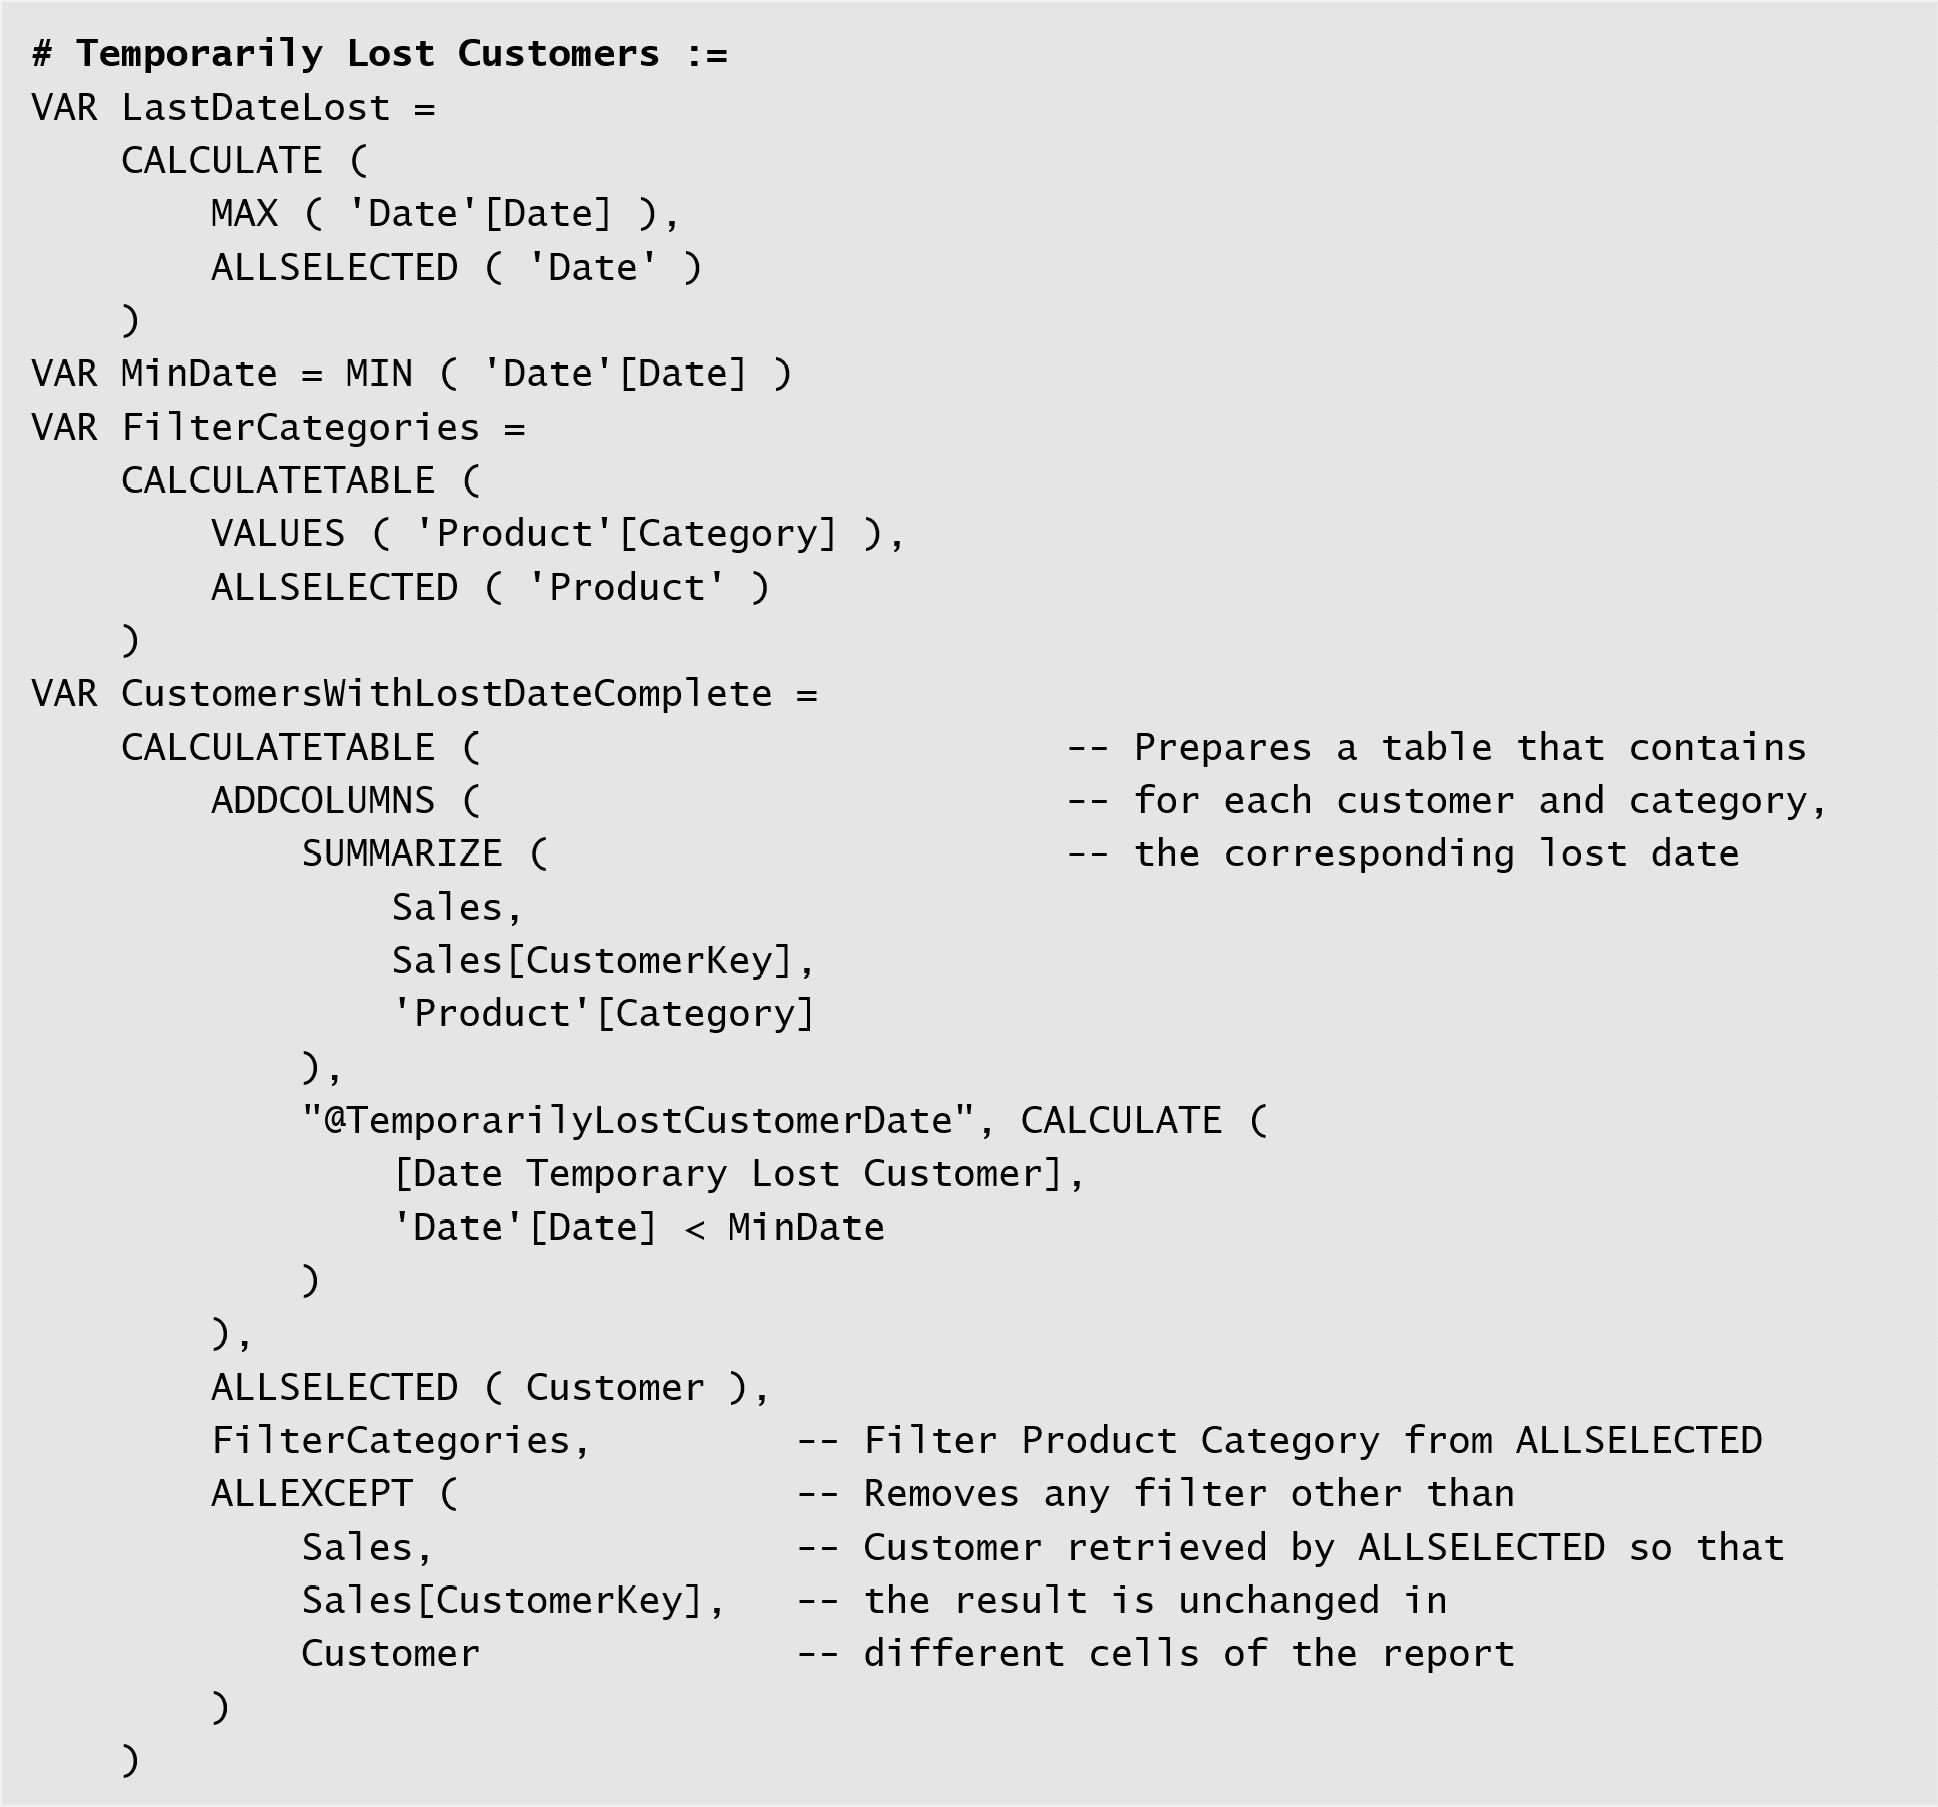 # Temporarily Lost Customers :=
VAR LastDateLost =
    CALCULATE (
        MAX ( 'Date'[Date] ),
        ALLSELECTED ( 'Date' )
    )
VAR MinDate = MIN ( 'Date'[Date] )
VAR FilterCategories =
    CALCULATETABLE (
        VALUES ( 'Product'[Category] ),
        ALLSELECTED ( 'Product' )
    )
VAR CustomersWithLostDateComplete =
    CALCULATETABLE (                          -- Prepares a table that contains
        ADDCOLUMNS (                          -- for each customer and category,
            SUMMARIZE (                       -- the corresponding lost date
                Sales,
                Sales[CustomerKey],
                'Product'[Category]
            ),
            "@TemporarilyLostCustomerDate", CALCULATE (
                [Date Temporary Lost Customer],
                'Date'[Date] < MinDate
            )
        ),
        ALLSELECTED ( Customer ),
        FilterCategories,         -- Filter Product Category from ALLSELECTED
        ALLEXCEPT (               -- Removes any filter other than
            Sales,                -- Customer retrieved by ALLSELECTED so that
            Sales[CustomerKey],   -- the result is unchanged in
            Customer              -- different cells of the report
        )
    )